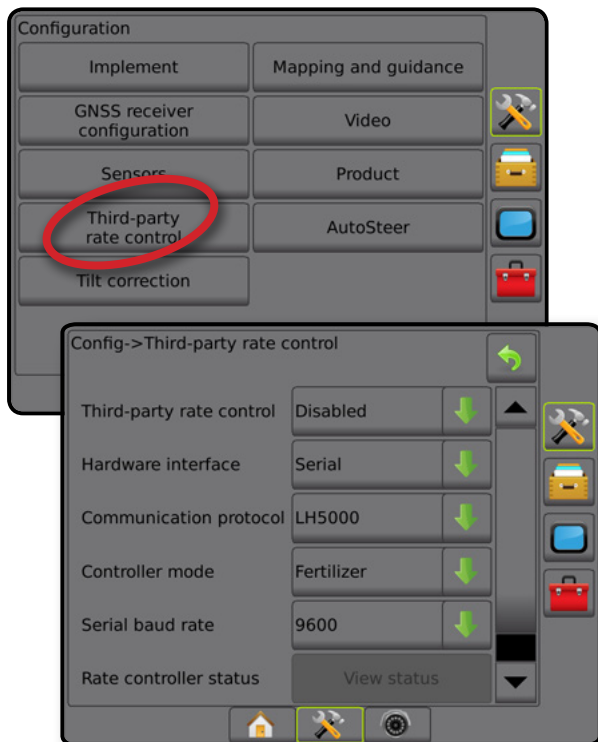 Configuration
Implement
Mapping and guidance
GNSS receiver
configuration
Video
Sensors
Product
Third-party
rate control
AutoSteer
Tilt correction
Config->Third-party rate control
Third-party rate control
Disabled
Hardware interface
Serial
Communication protocol
LH5000
Controller mode
Fertilizer
Serial baud rate
9600
Rate controller status
View status